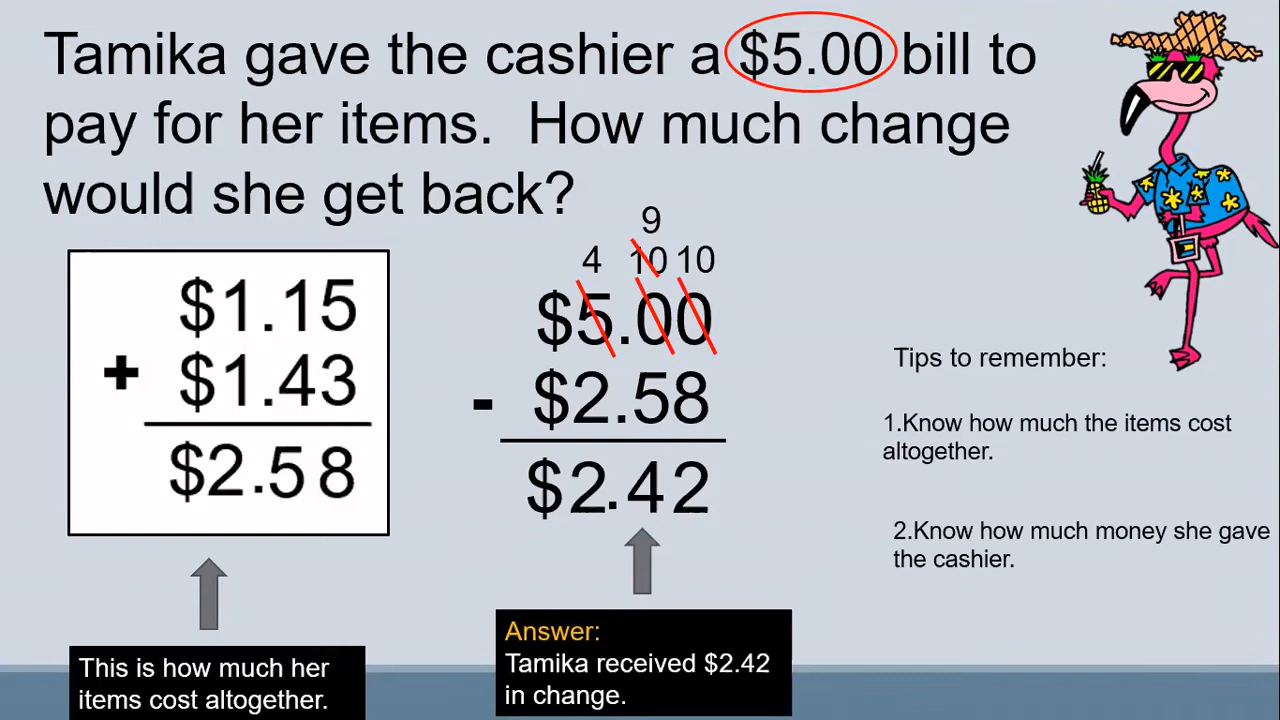 Tamika gave the cashier a $5.00 bill to
pay for her items. How much change
would she get back?
$1.15
+ $1.43
$2.58
9
4 10 10
$5.00
- $2.58
$2.42
Tips to remember:
1.Know how much the items cost
altogether.
2.Know how much money she gave
the cashier.
This is how much her
items cost altogether.
Answer:
Tamika received $2.42
in change.